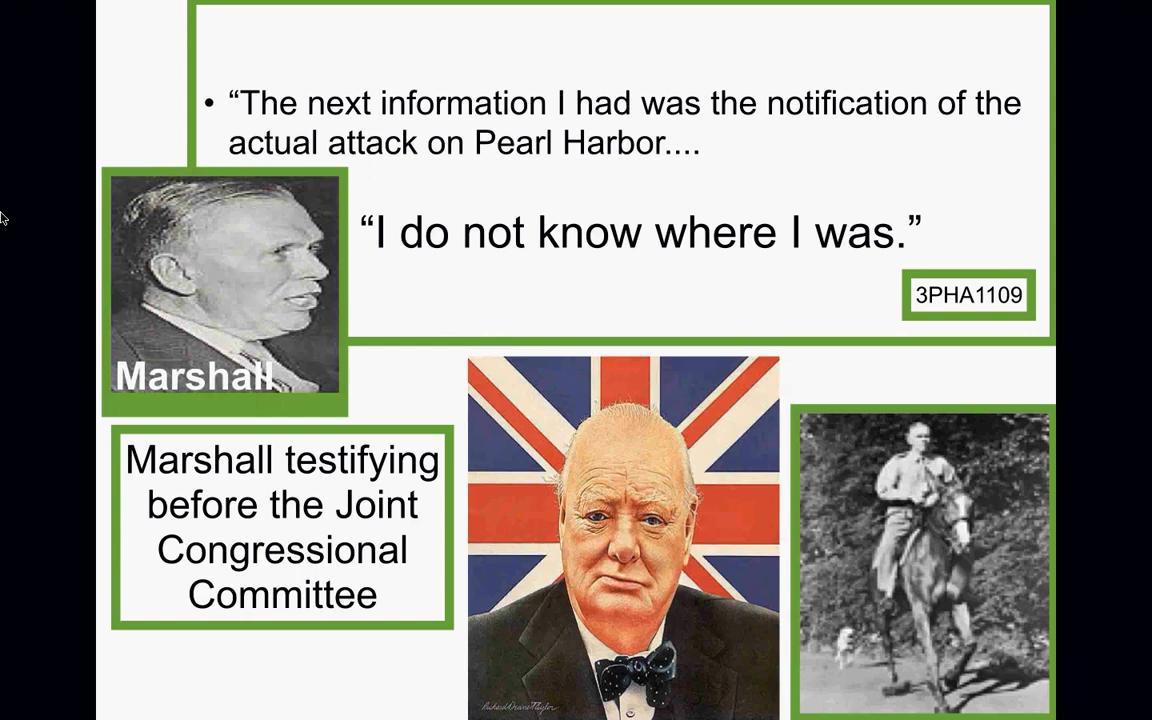 • “The next information I had was the notification of the
actual attack on Pearl Harbor....
“I do not know where I was.”
3PHA1109
Marshall
Marshall testifying
before the Joint
Congressional
Committee